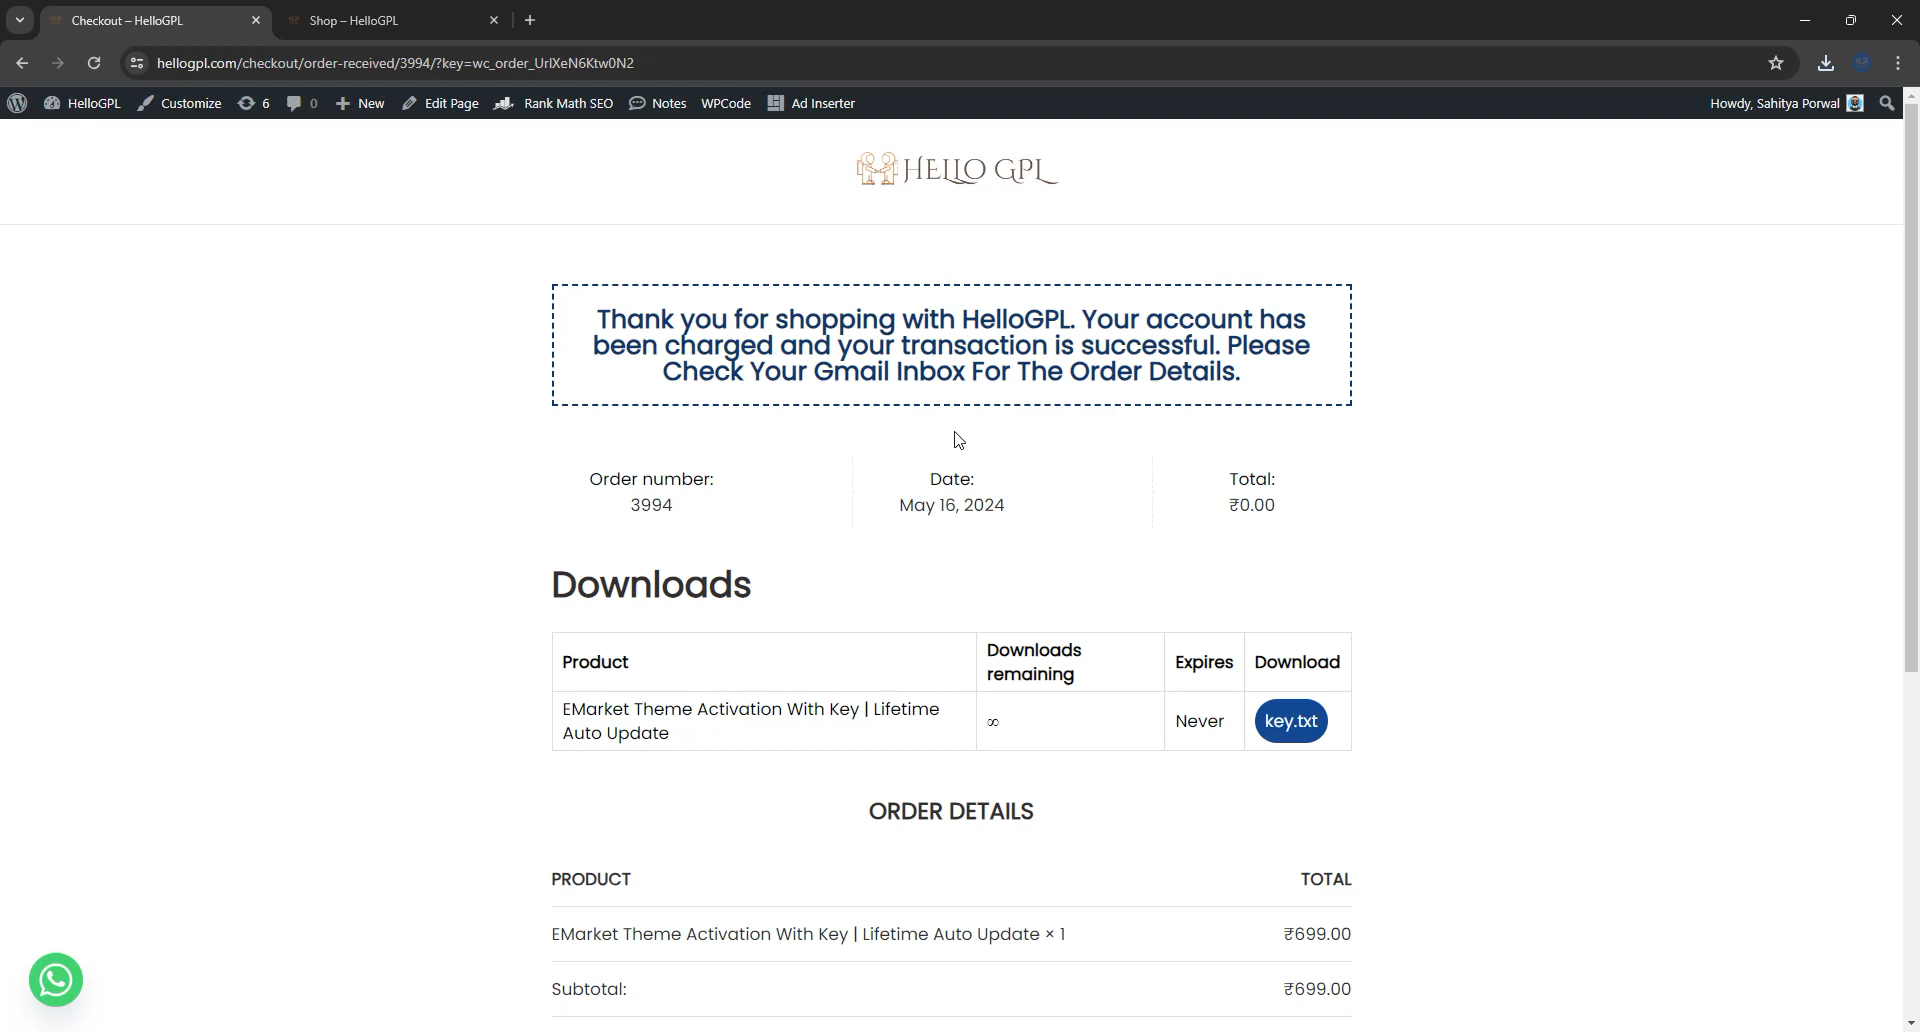 Checkout – HelloGPL
Shop – HelloGPL
hellogpl.com/checkout/order-received/3994/?key=wc_order_UrlXeN6Ktw0N2
HelloGPL Customize 6 0 New Edit Page Rank Math SEO Notes WPCode Ad Inserter Howdy, Sahitya Porwal
HELLO GPL
Thank you for shopping with HelloGPL. Your account has
been charged and your transaction is successful. Please
Check Your Gmail Inbox For The Order Details.
Order number:
3994
Date:
May 16, 2024
Total:
₹0.00
Downloads
Product
Downloads
remaining
Expires
Download
EMarket Theme Activation With Key | Lifetime
Auto Update
∞
Never
key.txt
ORDER DETAILS
PRODUCT TOTAL
EMarket Theme Activation With Key | Lifetime Auto Update × 1 ₹699.00
Subtotal: ₹699.00